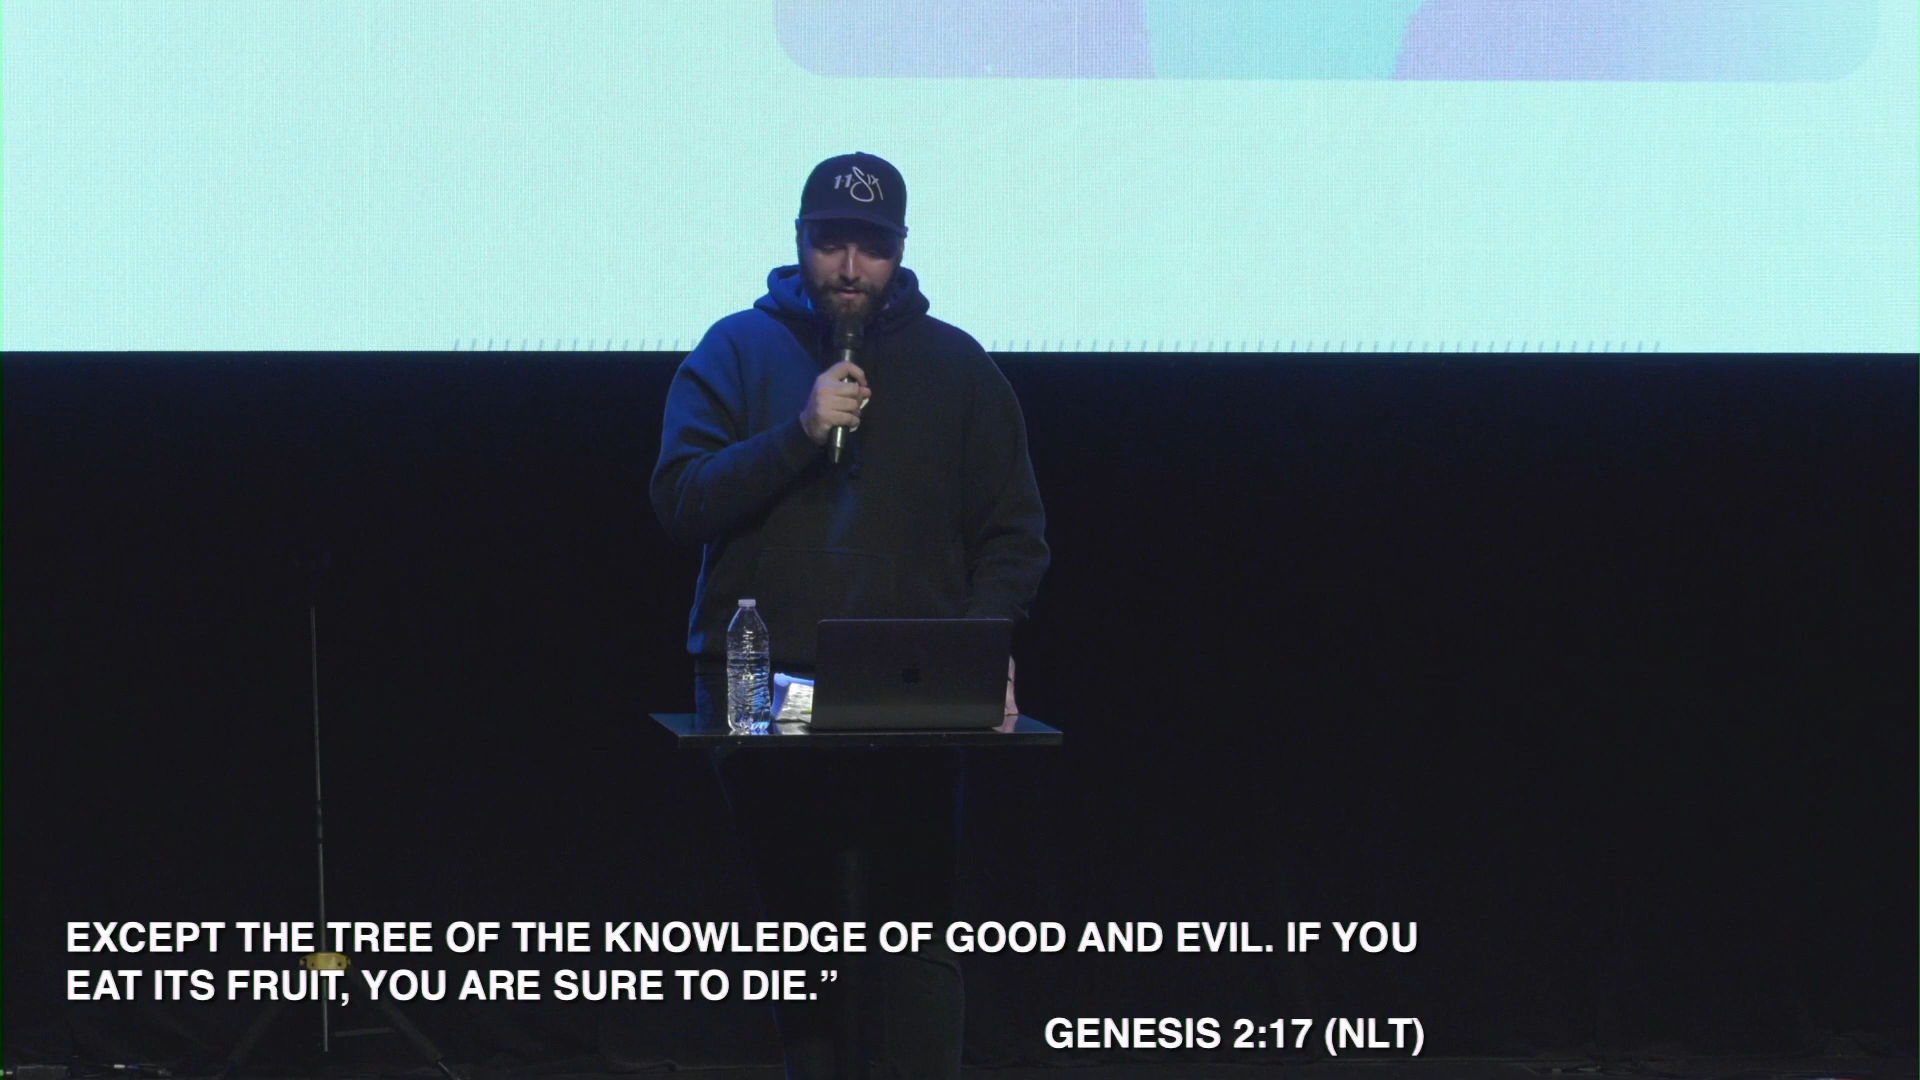 11Six
EXCEPT THE TREE OF THE KNOWLEDGE OF GOOD AND EVIL. IF YOU
EAT ITS FRUIT, YOU ARE SURE TO DIE.”
GENESIS 2:17 (NLT)